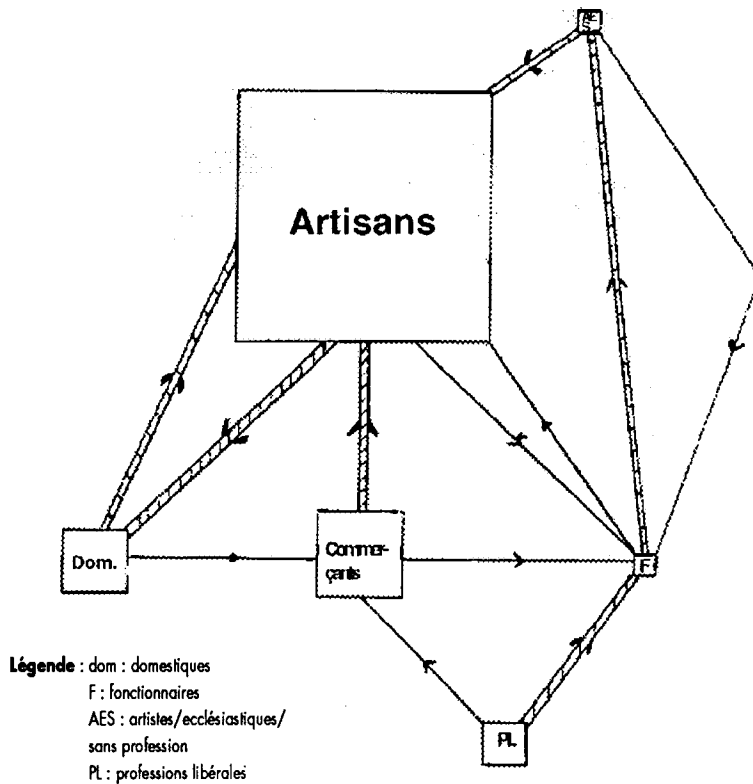 Artisans
Dom.
Commer-
çants
F
PL
Légende : dom : domestiques
F : fonctionnaires
AES : artistes/ecclésiastiques/
sans profession
PL : professions libérales